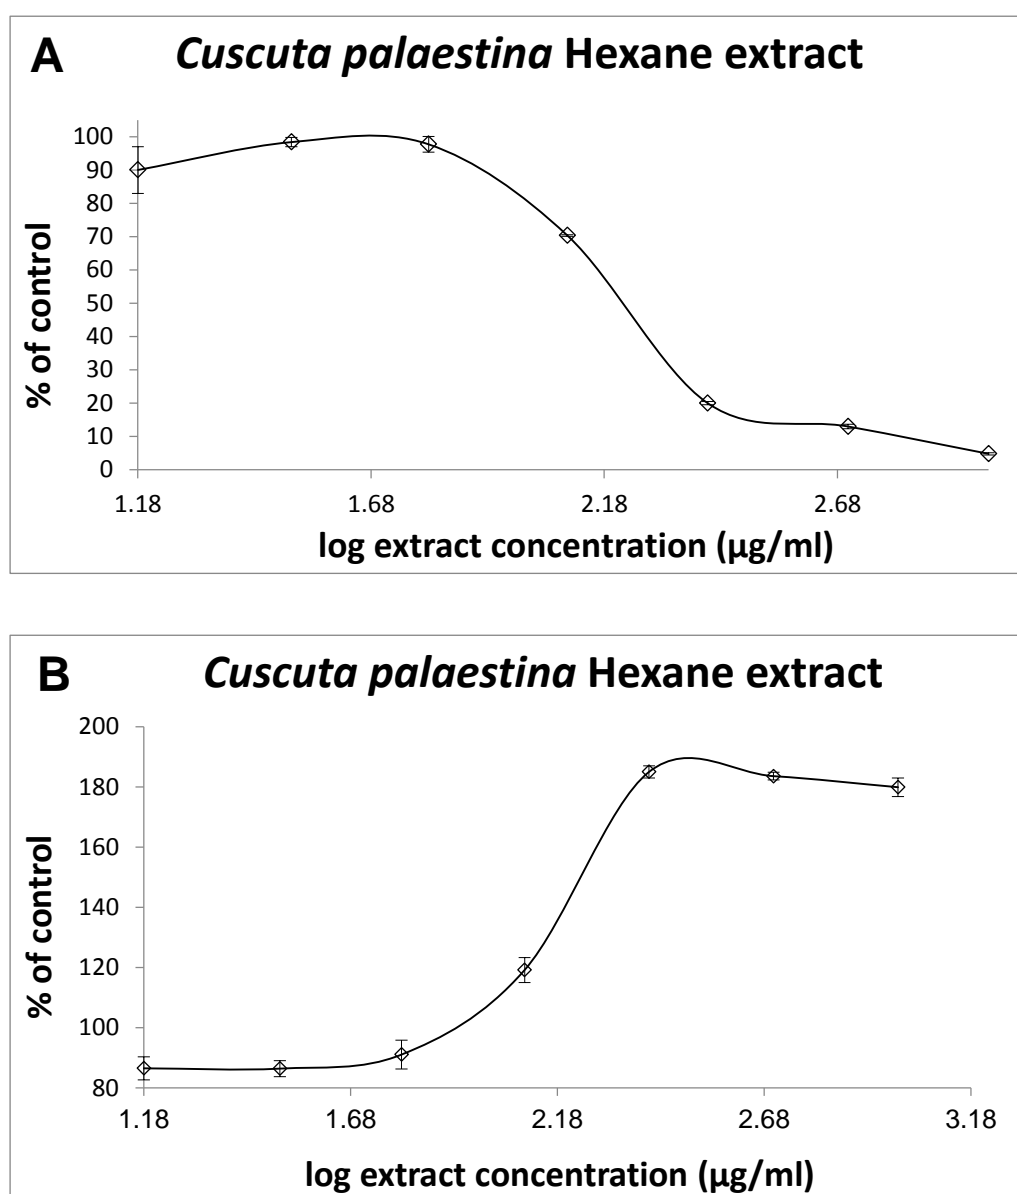 A
Cuscuta palaestina Hexane extract
100
90
80
70
60
50
40
30
20
10
0
% of control
1.18 1.68 2.18 2.68
log extract concentration (µg/ml)
B
Cuscuta palaestina Hexane extract
200
180
160
140
120
100
80
% of control
1.18 1.68 2.18 2.68 3.18
log extract concentration (µg/ml)